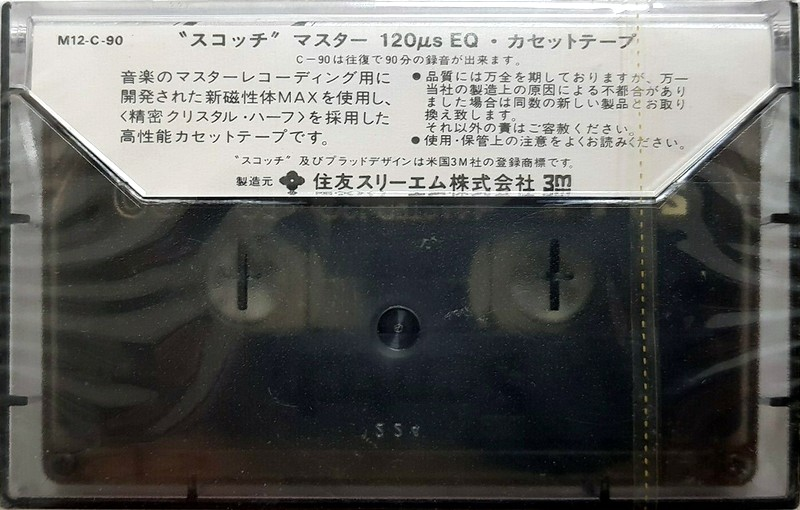 M12-C-90
〝スコッチ〟マスター 120μs EQ・カセットテープ
C-90は往復で90分の録音が出来ます。
音楽のマスターレコーディング用に
開発された新磁性体MAXを使用し、
〈精密クリスタル・ハーフ〉を採用した
高性能カセットテープです。
●品質には万全を期しておりますが、万一
当社の製造上の原因による不都合があり
ました場合は同数の新しい製品とお取り
換え致します。
それ以外の責はご容赦ください。
●使用・保管上の注意をよくお読みください。
〝スコッチ〟及びプラッドデザインは米国3M社の登録商標です。
製造元 住友スリーエム株式会社 3M
224